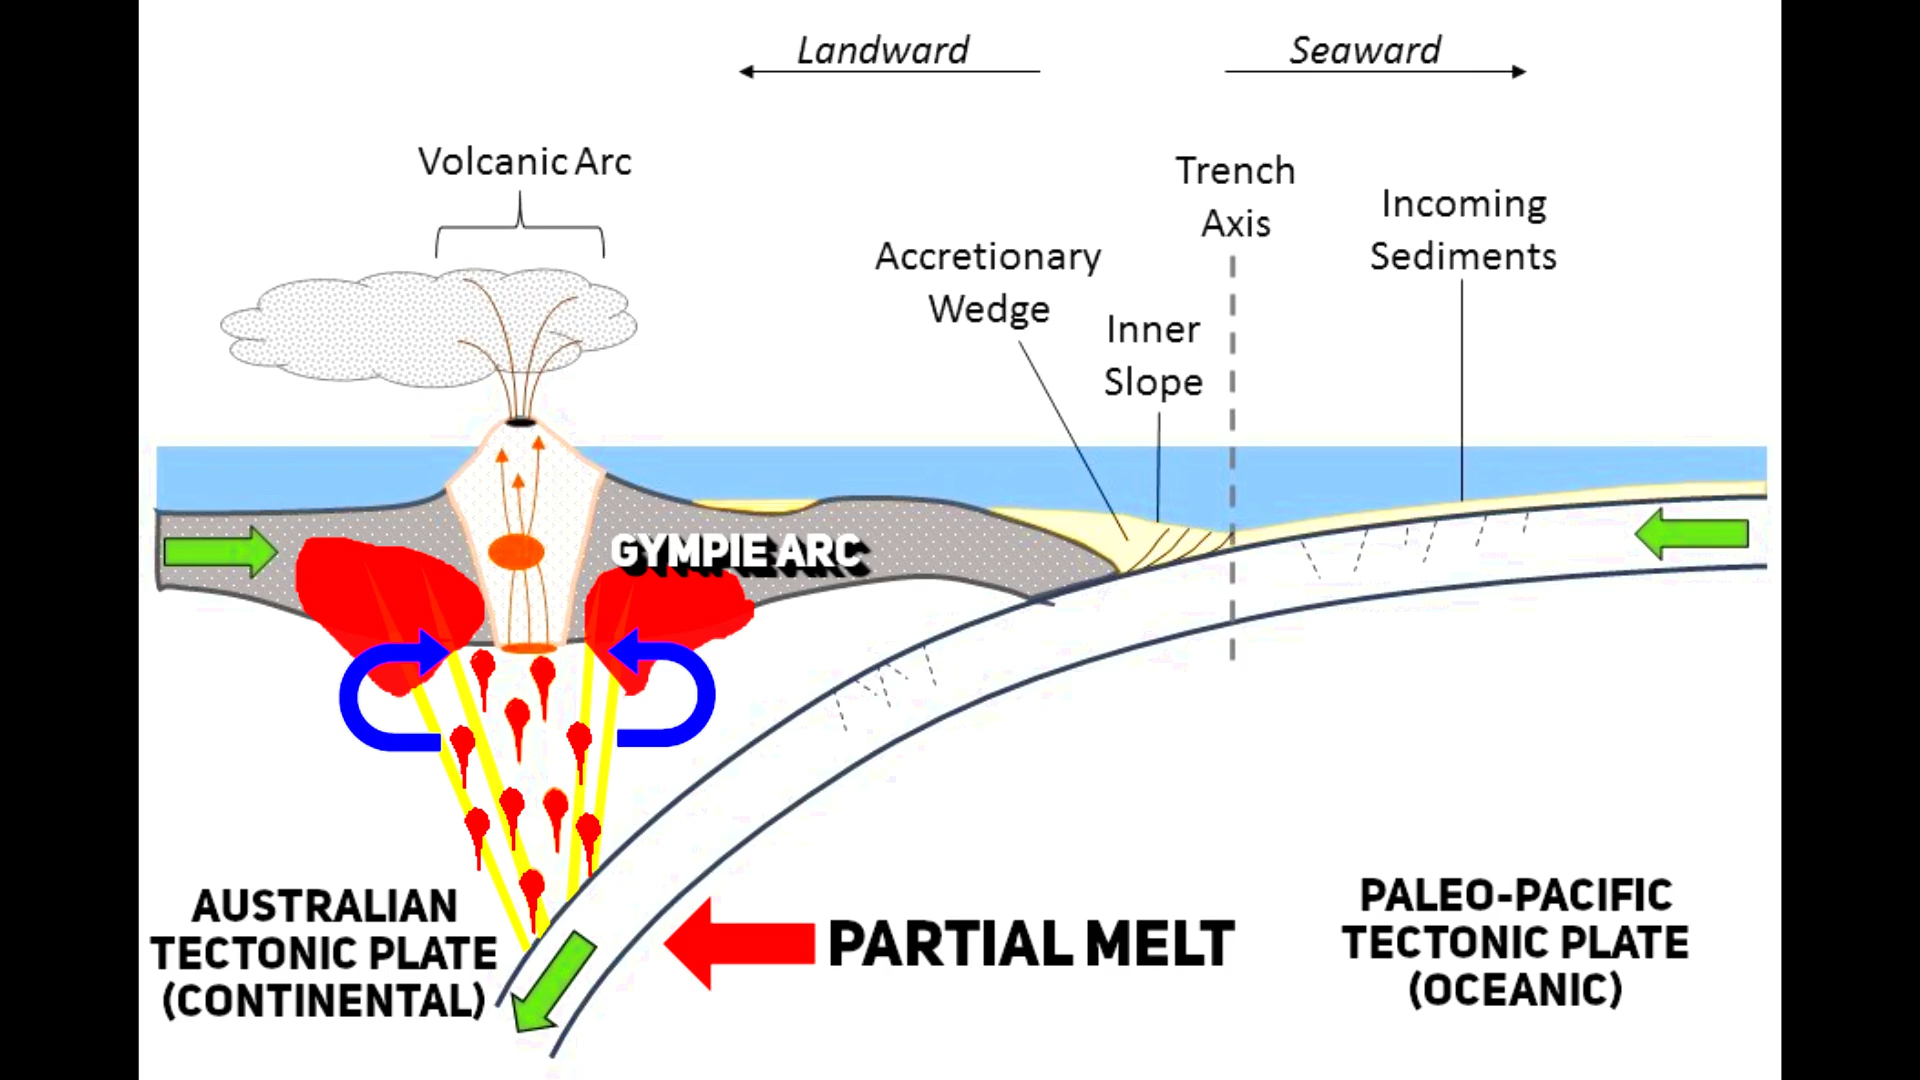 Landward
Seaward
Volcanic Arc
Trench
Axis
Incoming
Sediments
Accretionary
Wedge
Inner
Slope
GYMPIE ARC
AUSTRALIAN
TECTONIC PLATE
(CONTINENTAL)
PARTIAL MELT
PALEO-PACIFIC
TECTONIC PLATE
(OCEANIC)